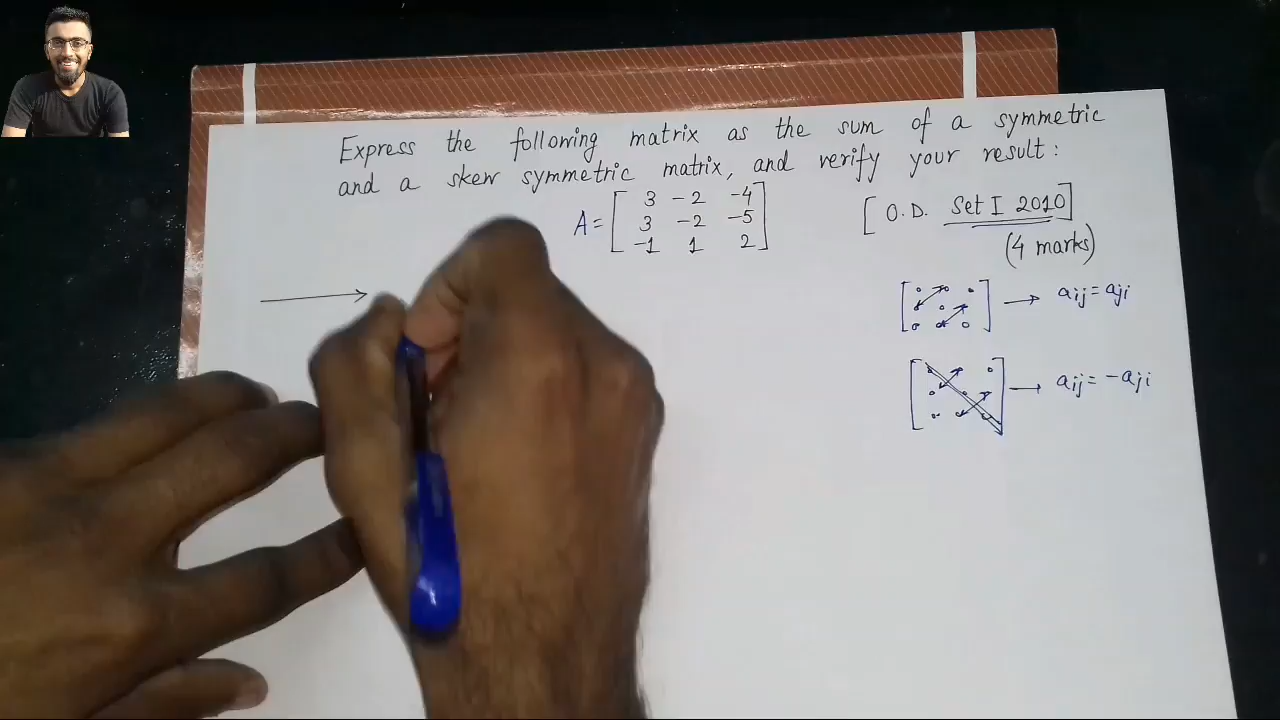 Express the following matrix as the sum of a symmetric
and a skew symmetric matrix, and verify your result:
A = [ 3 -2 -4
3 -2 -5
-1 1 2 ]
[ O.D. Set I 2010 ]
(4 marks)
→ aij = aji
→ aij = -aji